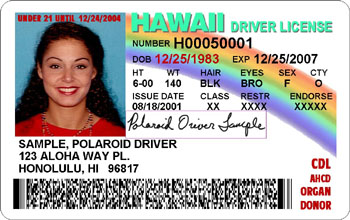 UNDER 21 UNTIL 12/24/2004
HAWAII DRIVER LICENSE
NUMBER H00050001
DOB 12/25/1983 EXP 12/25/2007
HT WT HAIR EYES SEX CTY
6-00 140 BLK BRO F O
ISSUE DATE CLASS RESTR ENDORSE
08/18/2001 XX XXXX XXXXX
Polaroid Driver Sample
SAMPLE, POLAROID DRIVER
123 ALOHA WAY PL.
HONOLULU, HI 96817
CDL
AHCD
ORGAN
DONOR